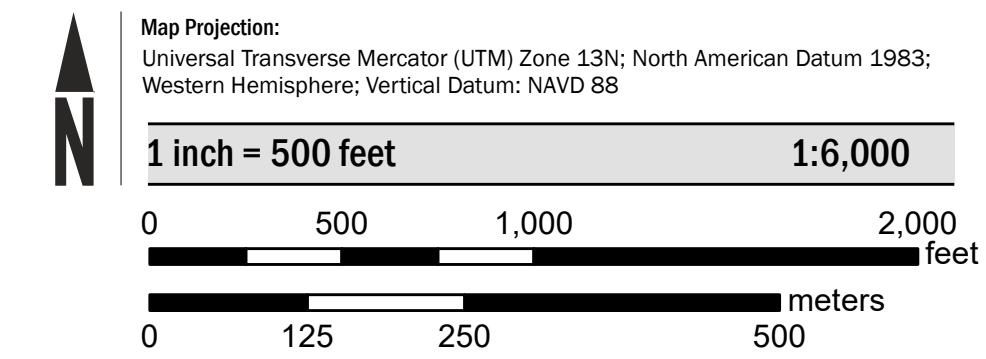 N
Map Projection:
Universal Transverse Mercator (UTM) Zone 13N; North American Datum 1983;
Western Hemisphere; Vertical Datum: NAVD 88
1 inch = 500 feet 1:6,000
0 500 1,000 2,000
feet
meters
0 125 250 500